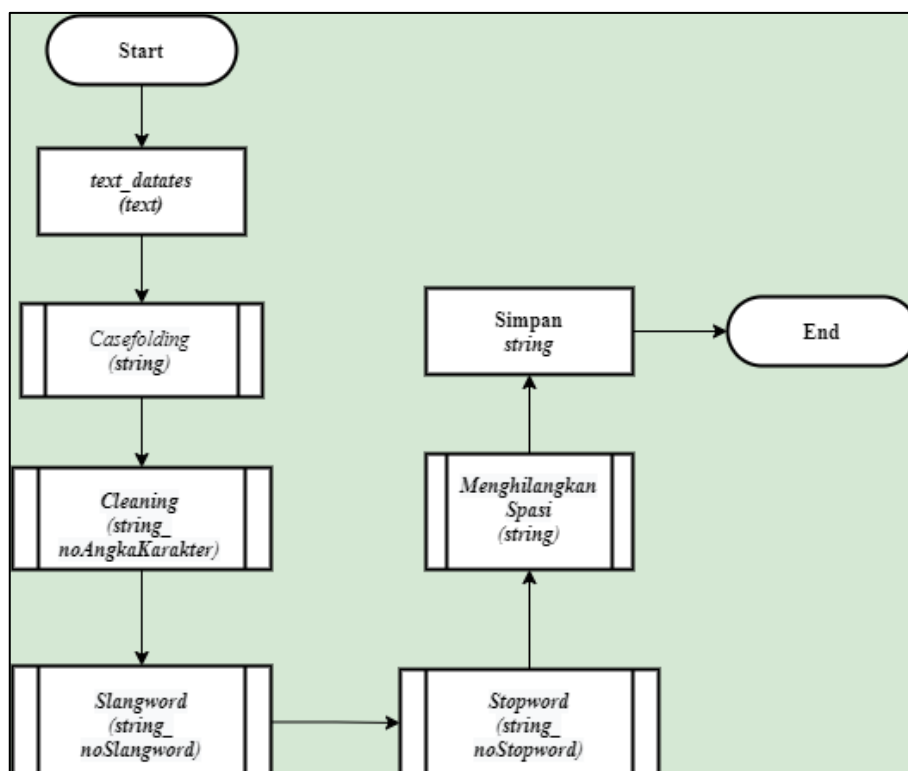 Start
text_datates
(text)
Casefolding
(string)
Cleaning
(string_
noAngkaKarakter)
Slangword
(string_
noSlangword)
Stopword
(string_
noStopword)
Menghilangkan
Spasi
(string)
Simpan
string
End